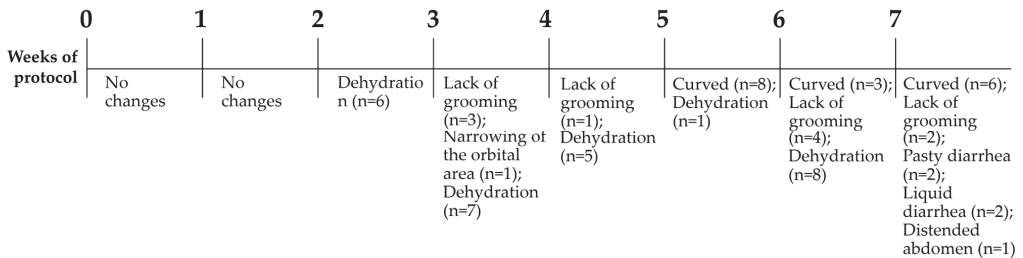 0 1 2 3 4 5 6 7
Weeks of
protocol
No
changes
No
changes
Dehydratio
n (n=6)
Lack of
grooming
(n=3);
Narrowing of
the orbital
area (n=1);
Dehydration
(n=7)
Lack of
grooming
(n=1);
Dehydration
(n=5)
Curved (n=8);
Dehydration
(n=1)
Curved (n=3);
Lack of
grooming
(n=4);
Dehydration
(n=8)
Curved (n=6);
Lack of
grooming
(n=2);
Pasty diarrhea
(n=2);
Liquid
diarrhea (n=2);
Distended
abdomen (n=1)